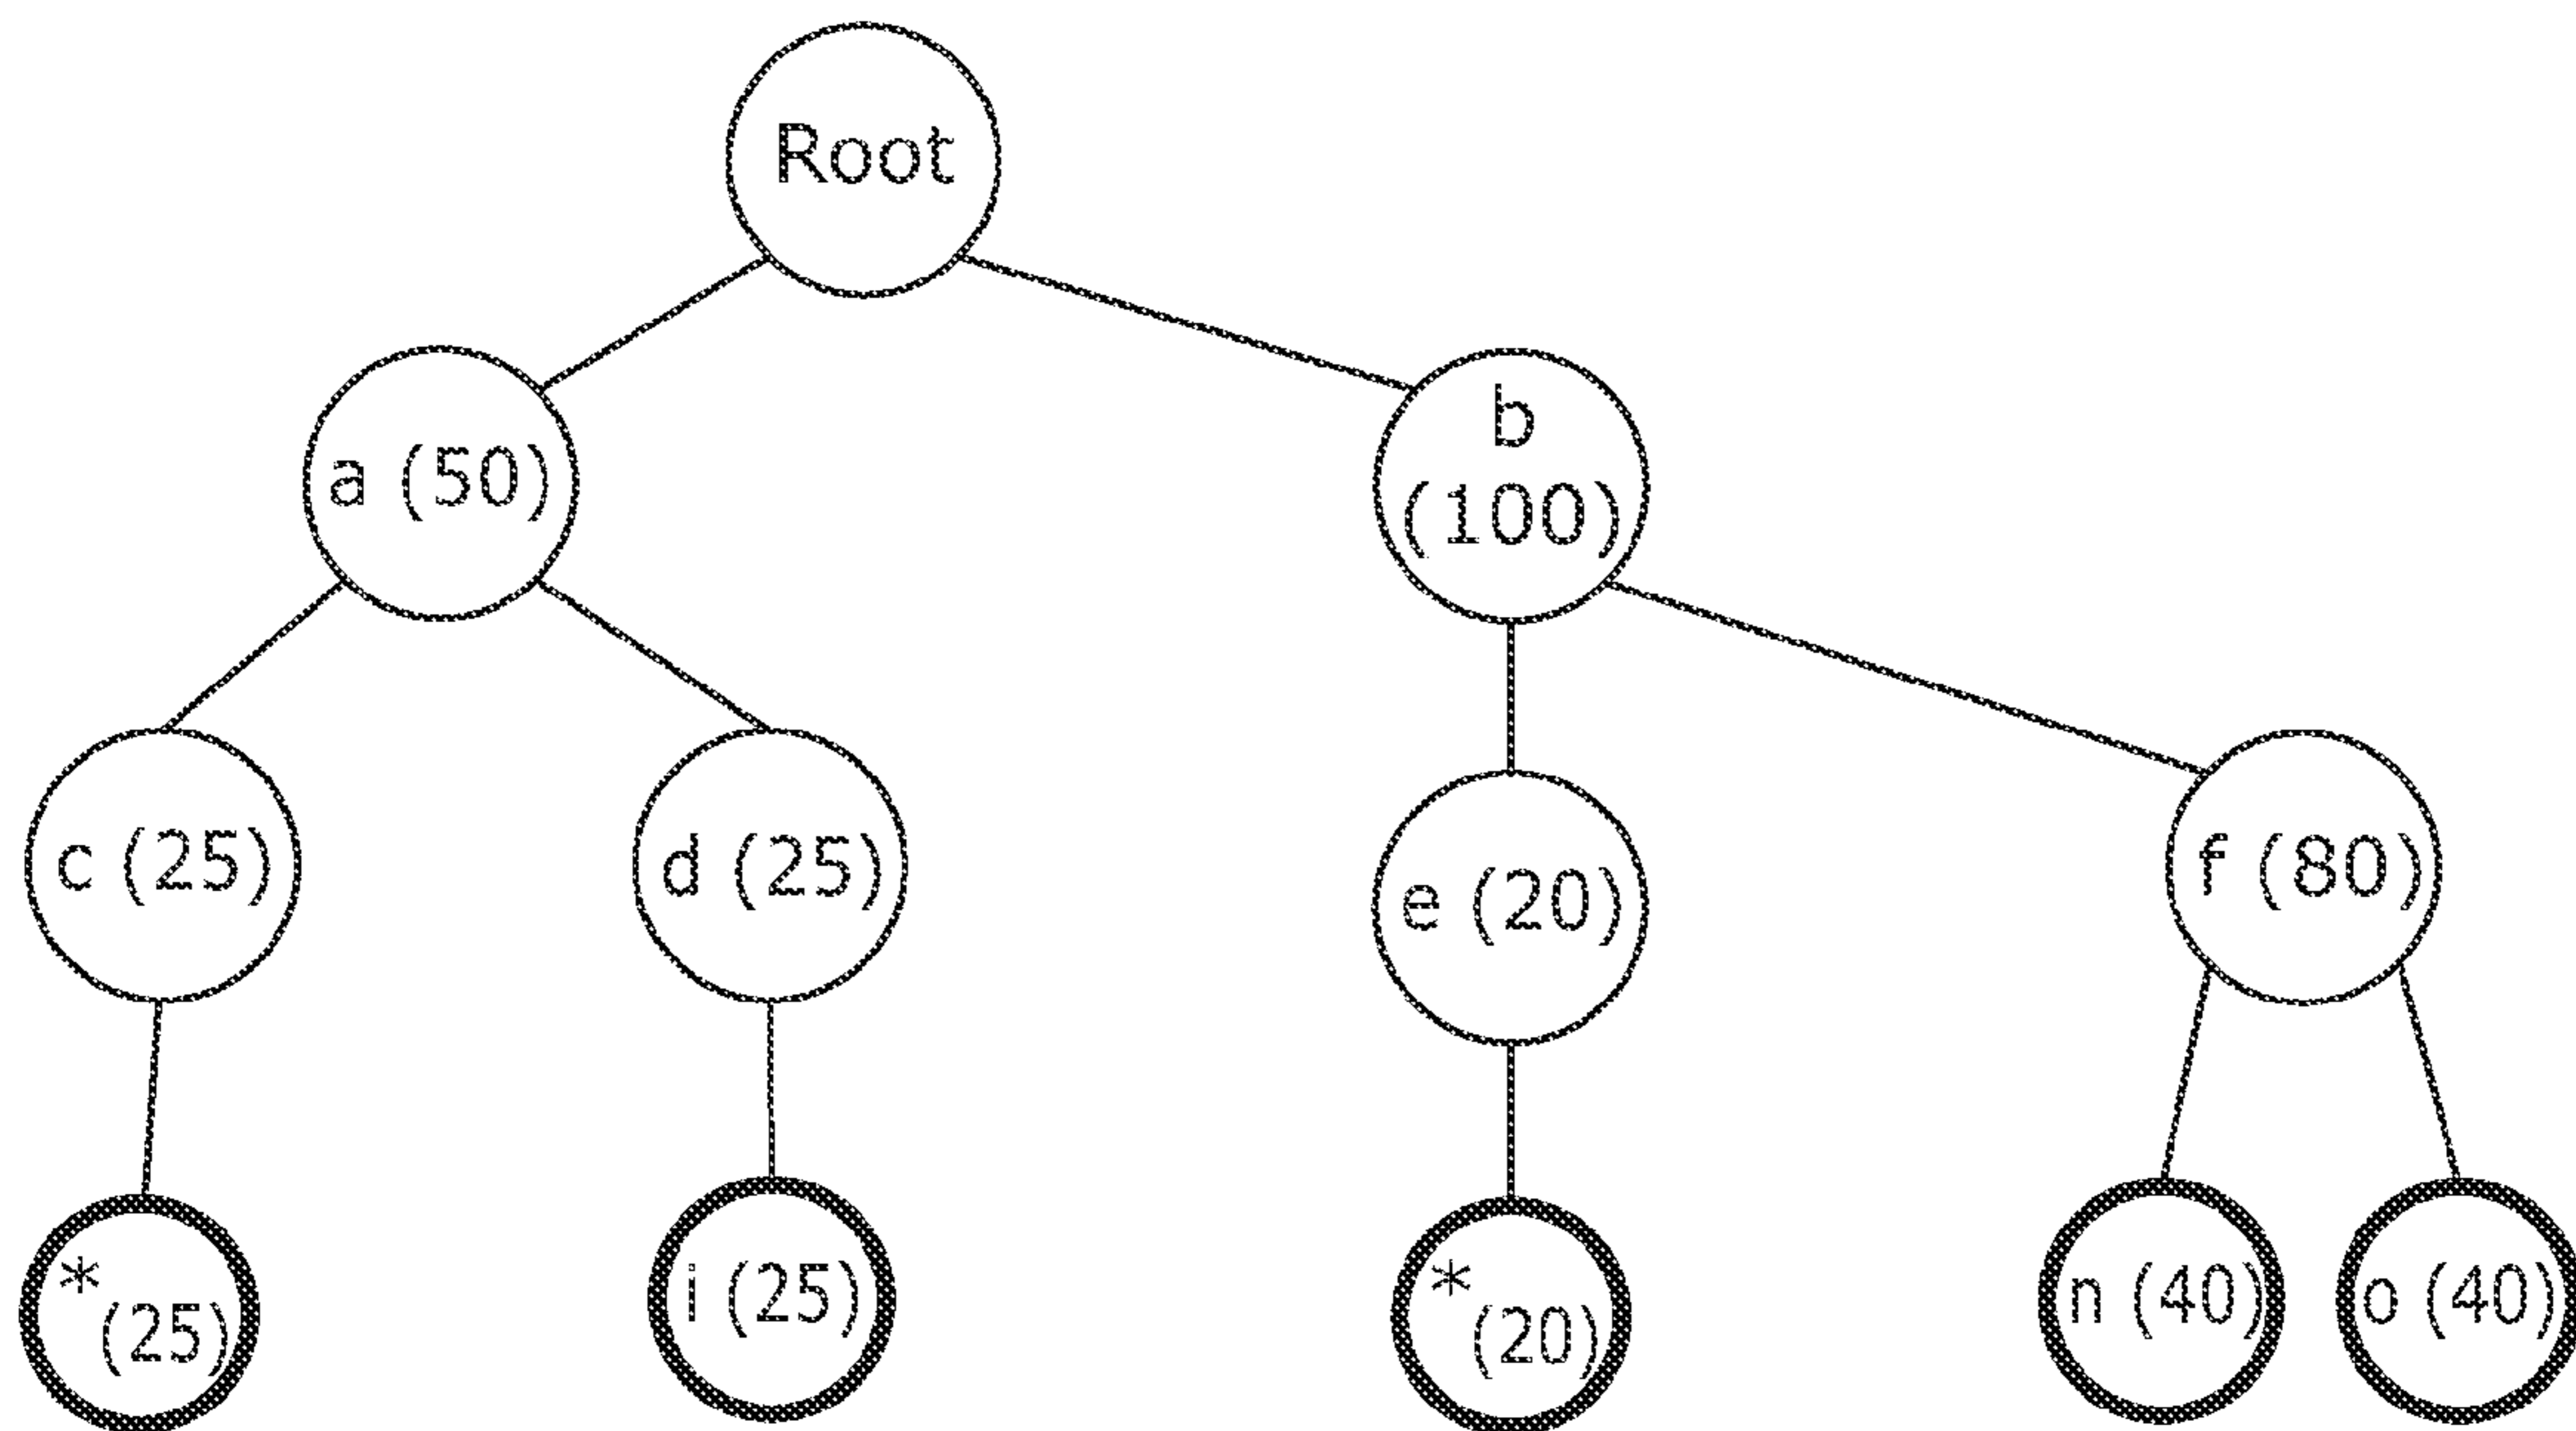 Root
a (50)
b
(100)
c (25)
d (25)
e (20)
f (80)
*
(25)
i (25)
*
(20)
n (40)
o (40)